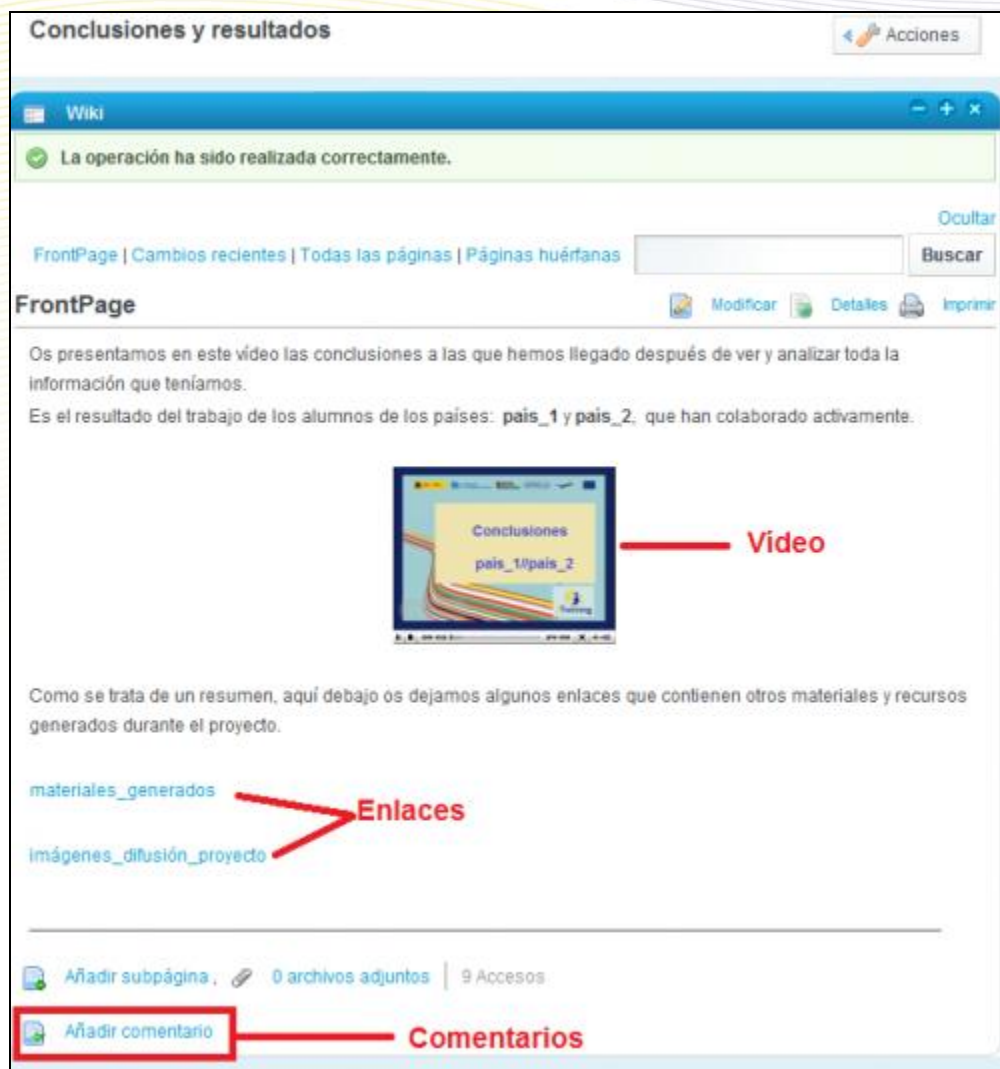 Conclusiones y resultados
Acciones
Wiki
La operación ha sido realizada correctamente.
Ocultar
FrontPage | Cambios recientes | Todas las páginas | Páginas huérfanas
Buscar
FrontPage
Modificar
Detalles
Imprimir
Os presentamos en este vídeo las conclusiones a las que hemos llegado después de ver y analizar toda la
información que teníamos.
Es el resultado del trabajo de los alumnos de los países: pais_1 y pais_2, que han colaborado activamente.
Conclusiones
pais_1//pais_2
Video
Como se trata de un resumen, aquí debajo os dejamos algunos enlaces que contienen otros materiales y recursos
generados durante el proyecto.
materiales_generados
Enlaces
imágenes_difusión_proyecto
Añadir subpágina, 0 archivos adjuntos | 9 Accesos
Añadir comentario
Comentarios